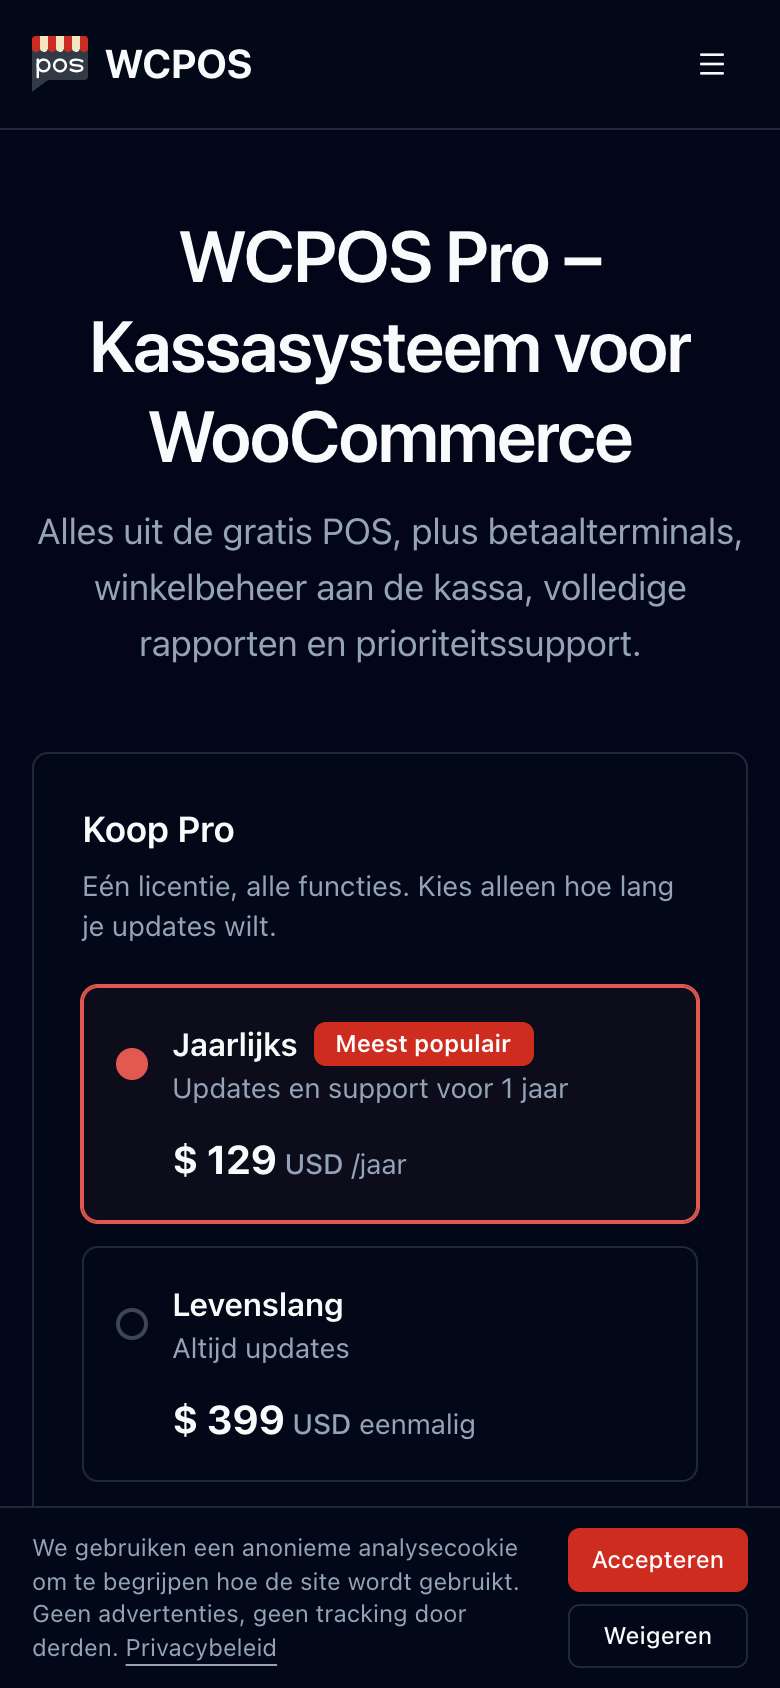 pos WCPOS
WCPOS Pro –
Kassasysteem voor
WooCommerce
Alles uit de gratis POS, plus betaalterminals,
winkelbeheer aan de kassa, volledige
rapporten en prioriteitssupport.
Koop Pro
Eén licentie, alle functies. Kies alleen hoe lang
je updates wilt.
Jaarlijks Meest populair
Updates en support voor 1 jaar
$ 129 USD /jaar
Levenslang
Altijd updates
$ 399 USD eenmalig
We gebruiken een anonieme analysecookie
om te begrijpen hoe de site wordt gebruikt.
Geen advertenties, geen tracking door
derden. Privacybeleid
Accepteren
Weigeren